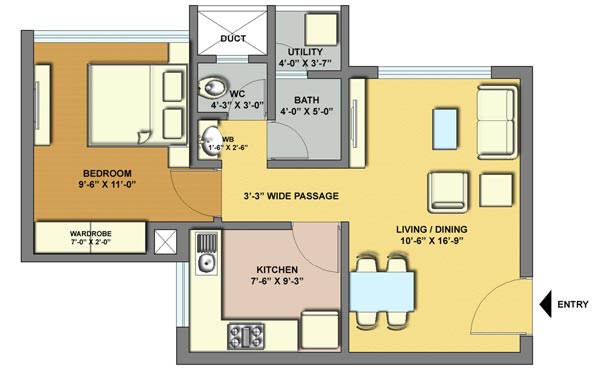 DUCT
UTILITY
4'-0" X 3'-7"
WC
4'-3" X 3'-0"
BATH
4'-0" X 5'-0"
WB
1'-6" X 2'-6"
BEDROOM
9'-6" X 11'-0"
3'-3" WIDE PASSAGE
LIVING / DINING
10'-6" X 16'-9"
WARDROBE
7'-0" X 2'-0"
KITCHEN
7'-6" X 9'-3"
ENTRY